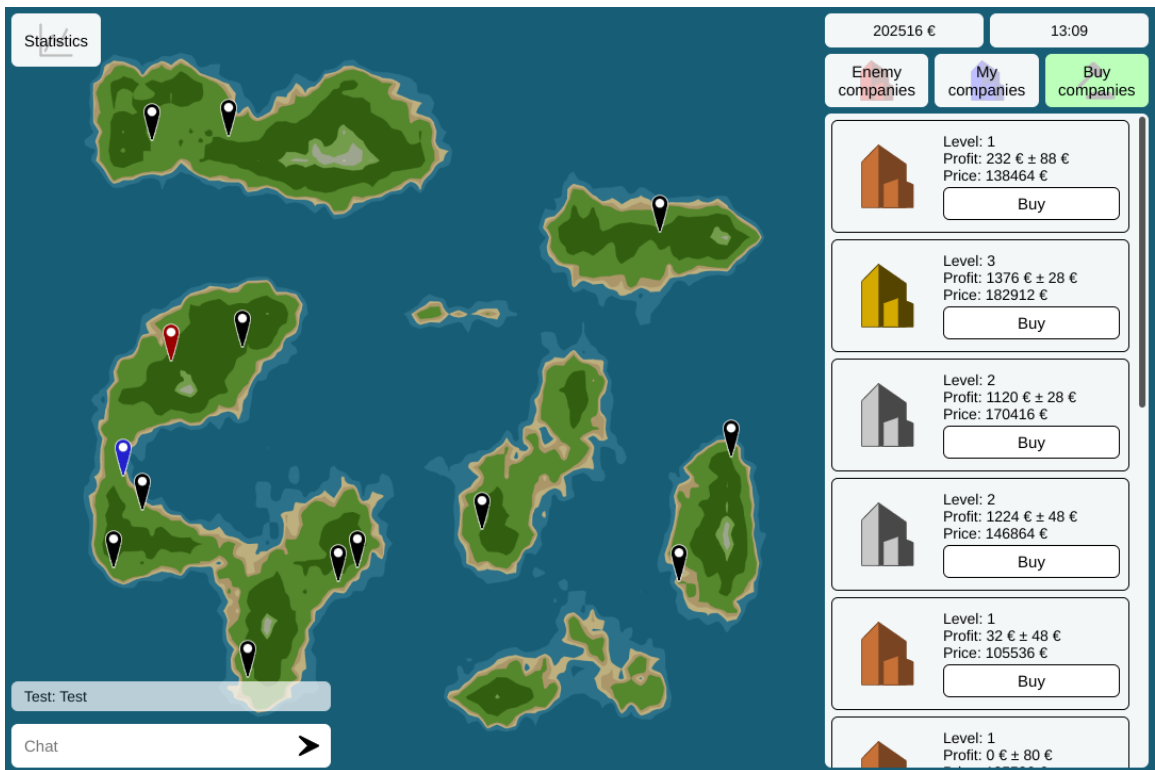 Statistics
202516 €
13:09
Enemy
companies
My
companies
Buy
companies
Level: 1
Profit: 232 € ± 88 €
Price: 138464 €
Buy
Level: 3
Profit: 1376 € ± 28 €
Price: 182912 €
Buy
Level: 2
Profit: 1120 € ± 28 €
Price: 170416 €
Buy
Level: 2
Profit: 1224 € ± 48 €
Price: 146864 €
Buy
Level: 1
Profit: 32 € ± 48 €
Price: 105536 €
Buy
Level: 1
Profit: 0 € ± 80 €
Test: Test
Chat